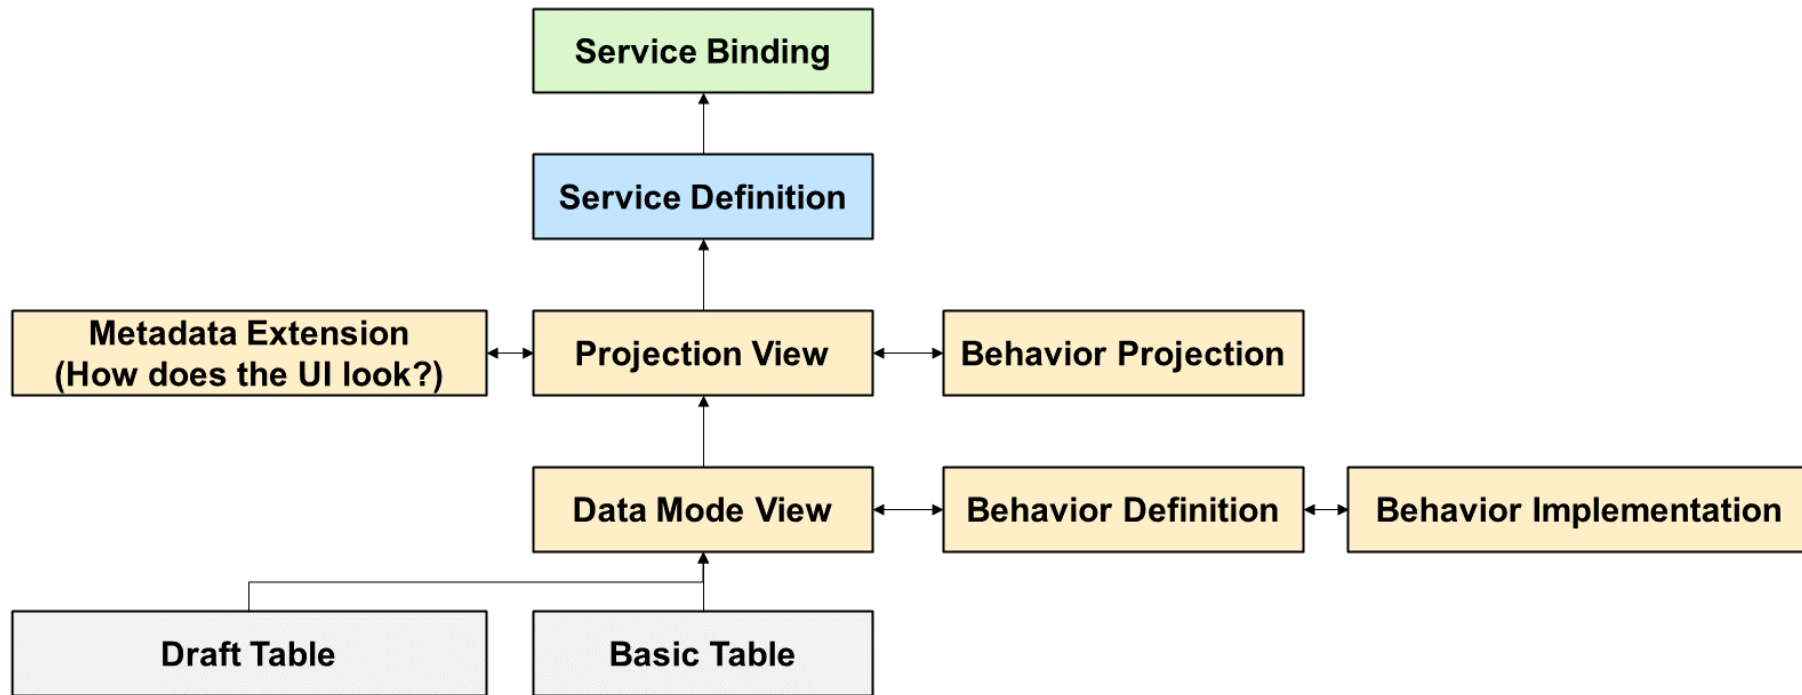 Service Binding
Service Definition
Metadata Extension
(How does the UI look?)
Projection View
Behavior Projection
Data Mode View
Behavior Definition
Behavior Implementation
Draft Table
Basic Table